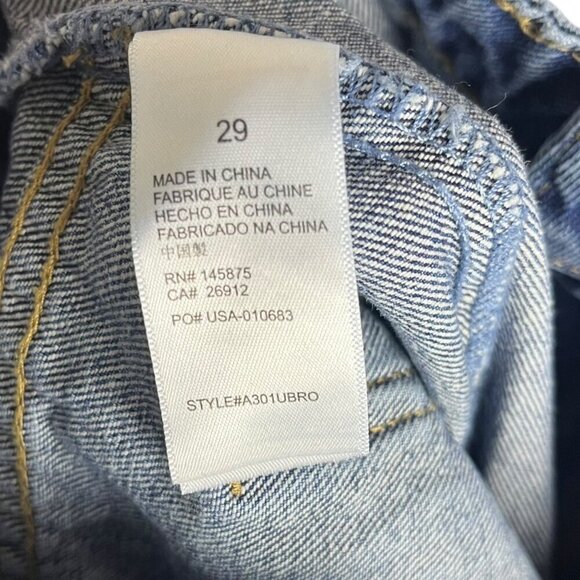 29
MADE IN CHINA
FABRIQUE AU CHINE
HECHO EN CHINA
FABRICADO NA CHINA
中国製
RN# 145875
CA# 26912
PO# USA-010683
STYLE#A301UBRO